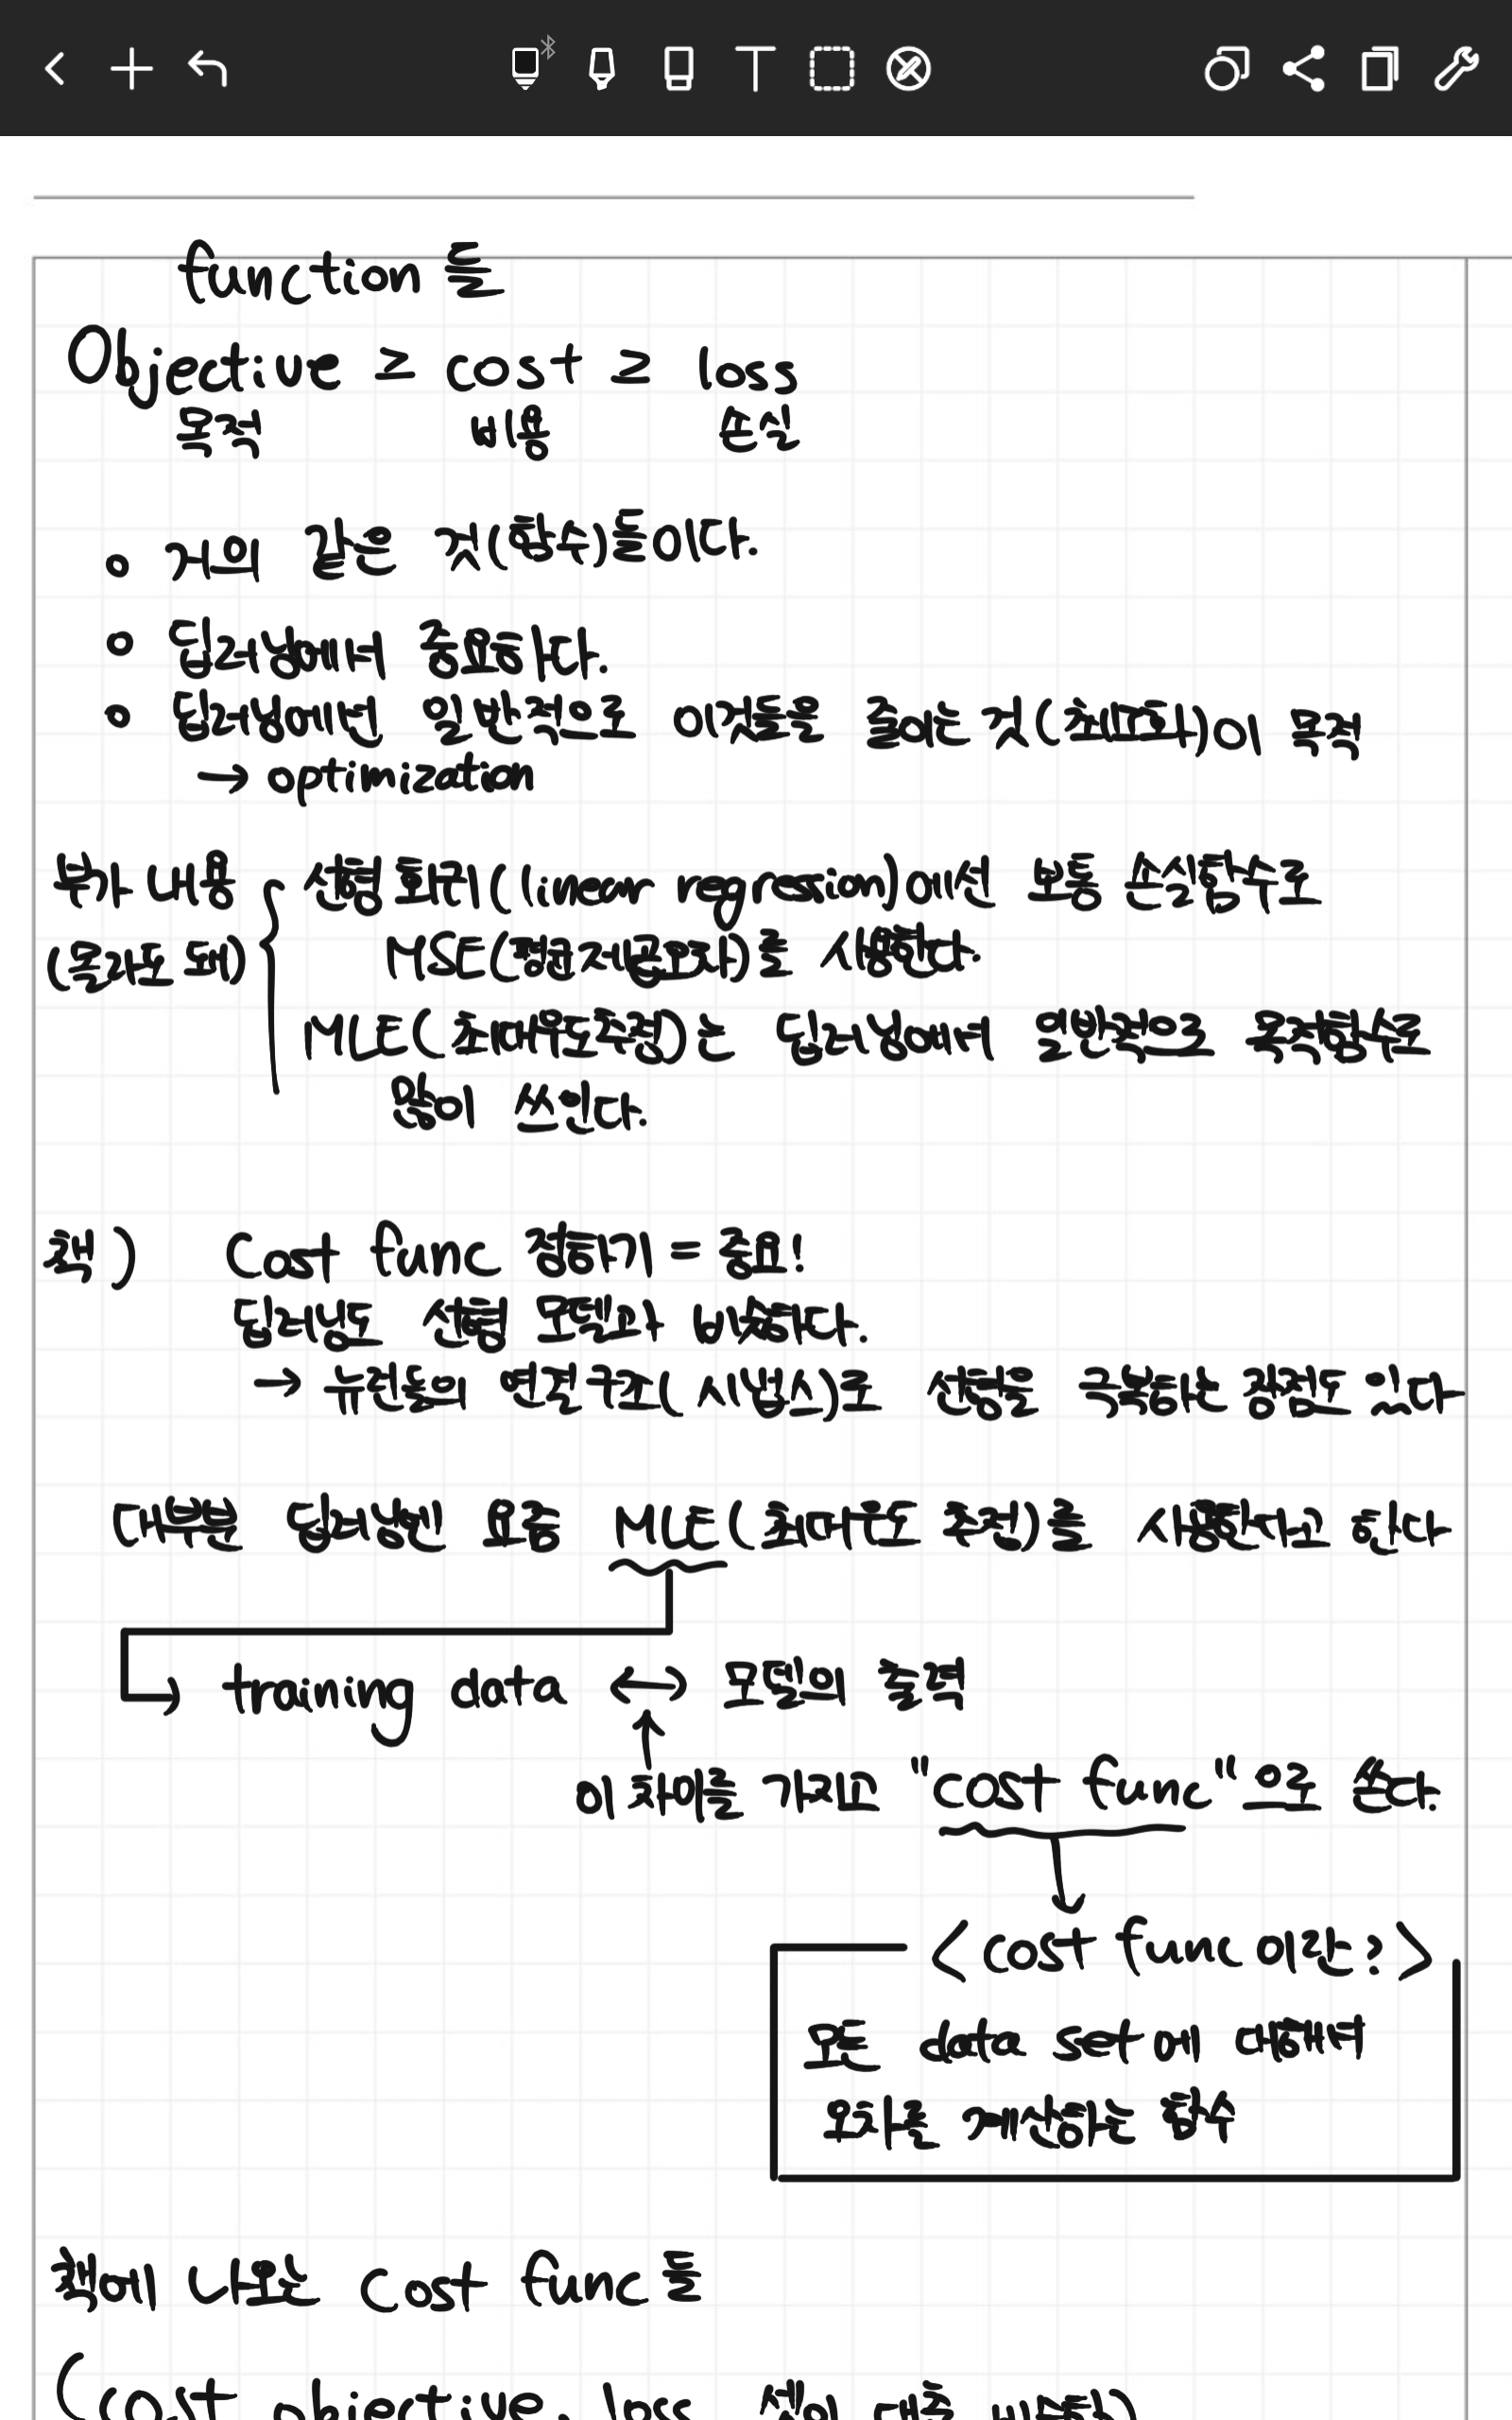 function 들
Objective ≥ cost ≥ loss
목적 비용 손실
o 거의 같은 것(함수)들이다.
o 딥러닝에서 중요하다.
o 딥러닝에선 일반적으로 이것들을 줄이는 것(최소화)이 목적
→ optimization
부가 내용 선형 회귀(linear regression)에선 보통 손실함수로
(몰라도 돼) MSE(평균제곱오차)를 사용한다.
MLE(최대우도추정)는 딥러닝에서 일반적으로 목적함수로
많이 쓰인다.
책) Cost func 정하기 = 중요!
딥러닝도 선형 모델과 비슷하다.
→ 뉴런들의 연결구조(시냅스)로 선형을 극복하는 장점도 있다
대부분 딥러닝엔 요즘 MLE(최대우도 추정)를 사용한다고 한다
training data ↔ 모델의 출력
↑
이 차이를 가지고 "cost func"으로 쓴다.
<cost func이란?>
모든 data set에 대해서
오차를 계산하는 함수
책에 나오는 cost func들
(cost, objective, loss